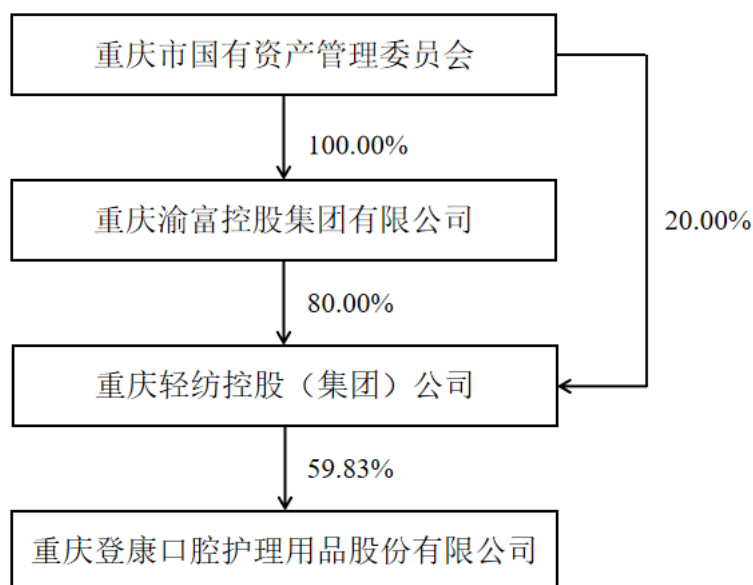 重庆市国有资产管理委员会
100.00%
重庆渝富控股集团有限公司
20.00%
80.00%
重庆轻纺控股（集团）公司
59.83%
重庆登康口腔护理用品股份有限公司